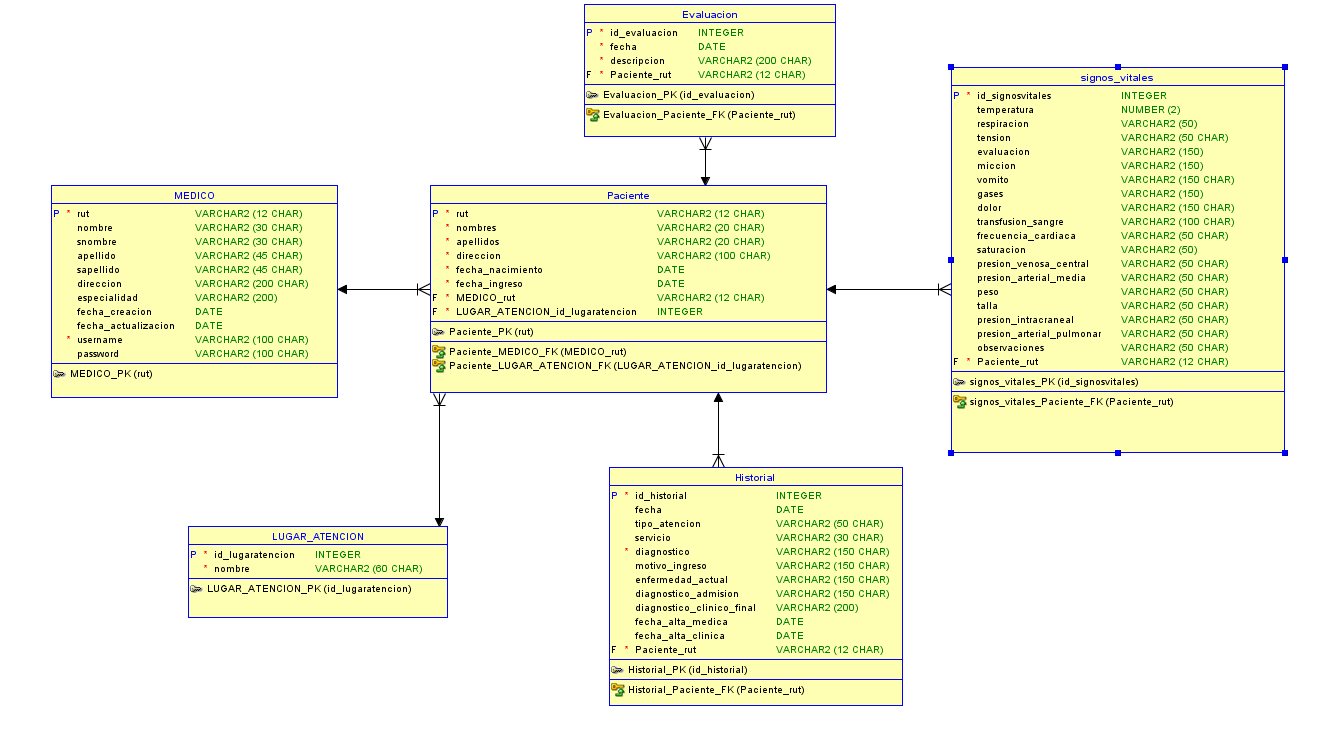 Evaluacion
P * id_evaluacion INTEGER
* fecha DATE
* descripcion VARCHAR2 (200 CHAR)
F * Paciente_rut VARCHAR2 (12 CHAR)
Evaluacion_PK (id_evaluacion)
Evaluacion_Paciente_FK (Paciente_rut)
signos_vitales
P * id_signosvitales INTEGER
temperatura NUMBER (2)
respiracion VARCHAR2 (50)
tension VARCHAR2 (50 CHAR)
evaluacion VARCHAR2 (150)
miccion VARCHAR2 (150)
vomito VARCHAR2 (150 CHAR)
gases VARCHAR2 (150)
dolor VARCHAR2 (150 CHAR)
transfusion_sangre VARCHAR2 (100 CHAR)
frecuencia_cardiaca VARCHAR2 (50 CHAR)
saturacion VARCHAR2 (50)
presion_venosa_central VARCHAR2 (50 CHAR)
presion_arterial_media VARCHAR2 (50 CHAR)
peso VARCHAR2 (50 CHAR)
talla VARCHAR2 (50 CHAR)
presion_intracraneal VARCHAR2 (50 CHAR)
presion_arterial_pulmonar VARCHAR2 (50 CHAR)
observaciones VARCHAR2 (50 CHAR)
F * Paciente_rut VARCHAR2 (12 CHAR)
signos_vitales_PK (id_signosvitales)
signos_vitales_Paciente_FK (Paciente_rut)
MEDICO
P * rut VARCHAR2 (12 CHAR)
nombre VARCHAR2 (30 CHAR)
snombre VARCHAR2 (30 CHAR)
apellido VARCHAR2 (45 CHAR)
sapellido VARCHAR2 (45 CHAR)
direccion VARCHAR2 (200 CHAR)
especialidad VARCHAR2 (200)
fecha_creacion DATE
fecha_actualizacion DATE
* username VARCHAR2 (100 CHAR)
password VARCHAR2 (100 CHAR)
MEDICO_PK (rut)
Paciente
P * rut VARCHAR2 (12 CHAR)
* nombres VARCHAR2 (20 CHAR)
* apellidos VARCHAR2 (20 CHAR)
* direccion VARCHAR2 (100 CHAR)
* fecha_nacimiento DATE
* fecha_ingreso DATE
F * MEDICO_rut VARCHAR2 (12 CHAR)
F * LUGAR_ATENCION_id_lugaratencion INTEGER
Paciente_PK (rut)
Paciente_MEDICO_FK (MEDICO_rut)
Paciente_LUGAR_ATENCION_FK (LUGAR_ATENCION_id_lugaratencion)
LUGAR_ATENCION
P * id_lugaratencion INTEGER
* nombre VARCHAR2 (60 CHAR)
LUGAR_ATENCION_PK (id_lugaratencion)
Historial
P * id_historial INTEGER
fecha DATE
tipo_atencion VARCHAR2 (50 CHAR)
servicio VARCHAR2 (30 CHAR)
* diagnostico VARCHAR2 (150 CHAR)
motivo_ingreso VARCHAR2 (150 CHAR)
enfermedad_actual VARCHAR2 (150 CHAR)
diagnostico_admision VARCHAR2 (150 CHAR)
diagnostico_clinico_final VARCHAR2 (200)
fecha_alta_medica DATE
fecha_alta_clinica DATE
F * Paciente_rut VARCHAR2 (12 CHAR)
Historial_PK (id_historial)
Historial_Paciente_FK (Paciente_rut)